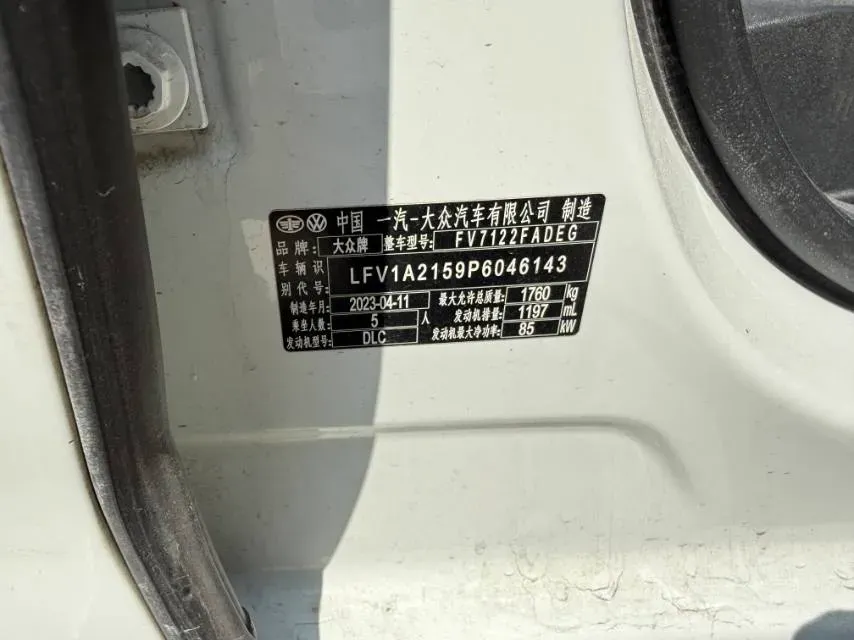 中国 一汽-大众汽车有限公司 制造
品牌: 大众牌 整车型号: FV7122FADEG
车辆识别代号: LFV1A2159P6046143
制造年月: 2023-04-11 最大允许总质量: 1760 kg
乘坐人数: 5 人 发动机排量: 1197 mL
发动机型号: DLC 发动机最大净功率: 85 kW